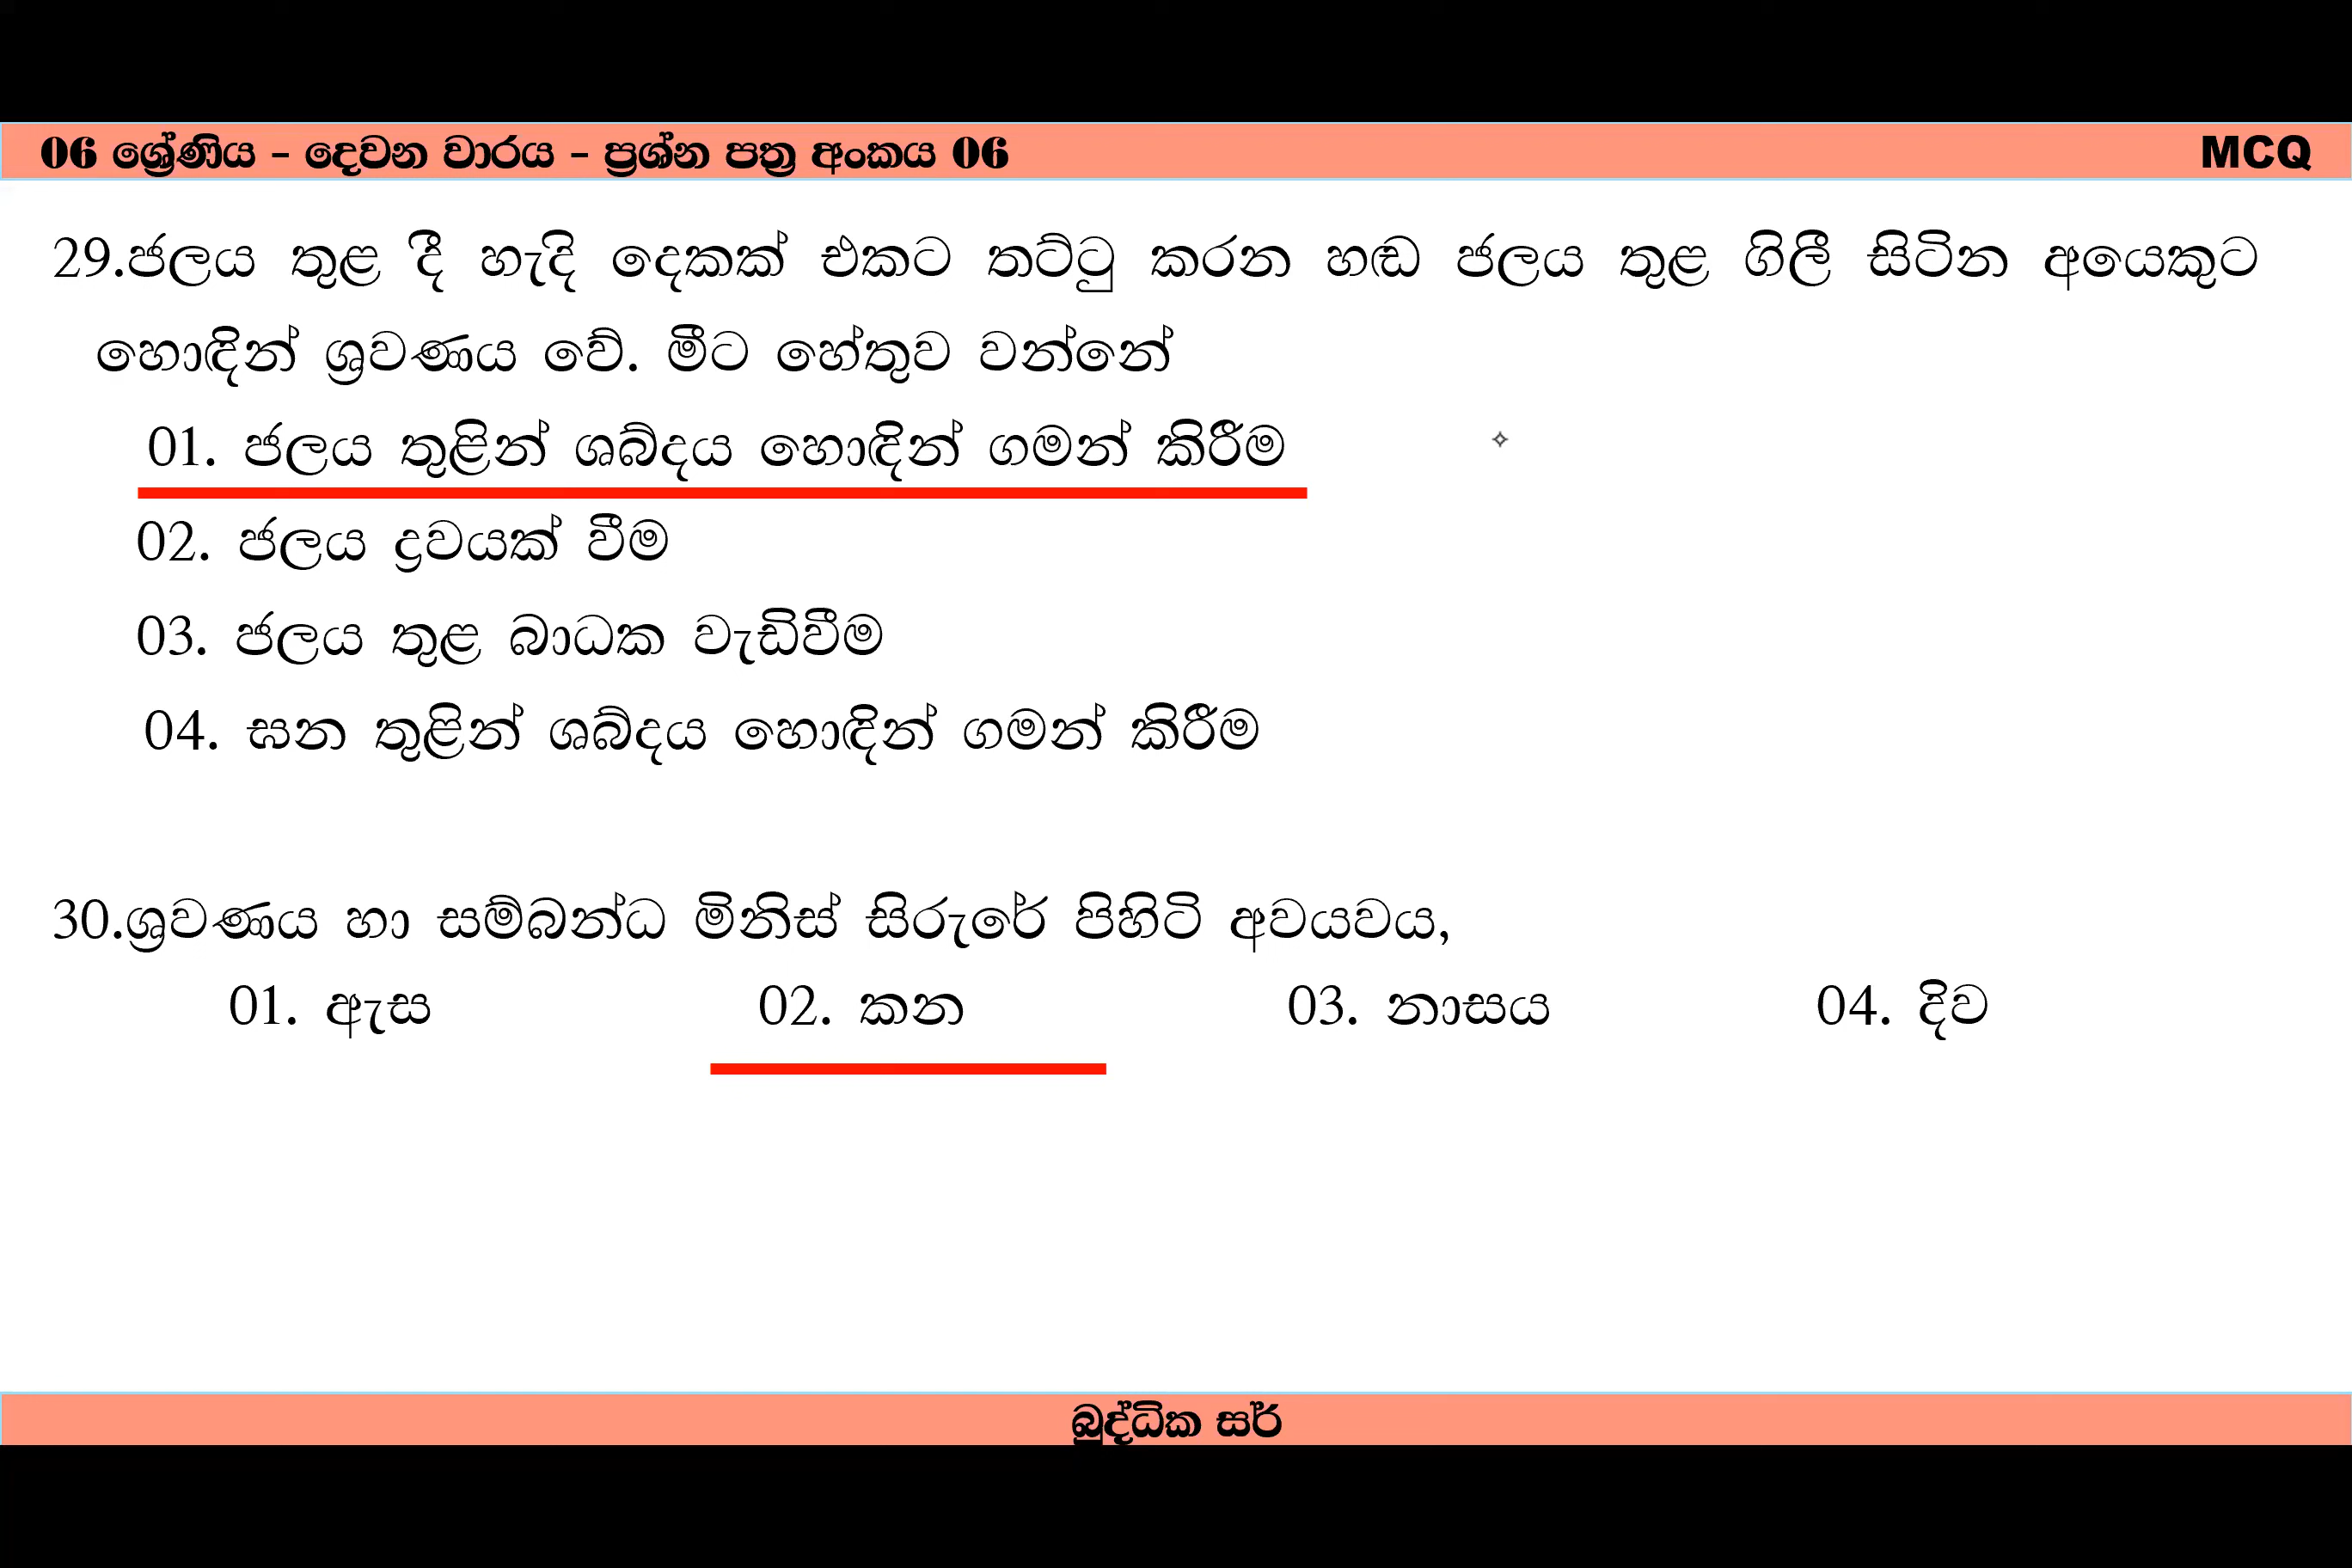 06 ශ්‍රේණිය - දෙවන වාරය - ප්‍රශ්න පත්‍ර අංකය 06
MCQ
29.ජලය තුළ දී හැදි දෙකක් එකට තට්ටු කරන හඬ ජලය තුළ ගිලී සිටින අයෙකුට
හොඳින් ශ්‍රවණය වේ. මීට හේතුව වන්නේ
01. ජලය තුළින් ශබ්දය හොඳින් ගමන් කිරීම
02. ජලය ද්‍රවයක් වීම
03. ජලය තුළ බාධක වැඩිවීම
04. ඝන තුළින් ශබ්දය හොඳින් ගමන් කිරීම
30.ශ්‍රවණය හා සම්බන්ධ මිනිස් සිරුරේ පිහිටි අවයවය,
01. ඇස 02. කන 03. නාසය 04. දිව
බුද්ධික සර්